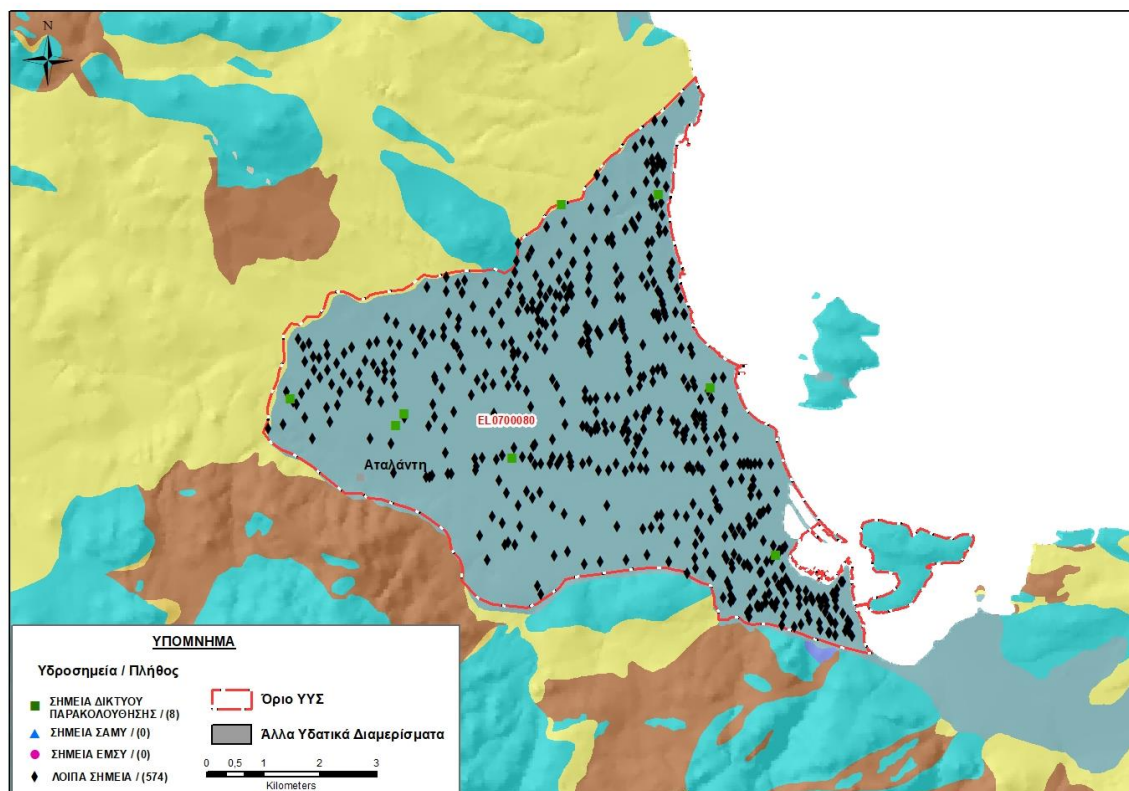 N
EL0700080
Αταλάντη
ΥΠΟΜΝΗΜΑ
Υδροσημεία / Πλήθος
ΣΗΜΕΙΑ ΔΙΚΤΥΟΥ
ΠΑΡΑΚΟΛΟΥΘΗΣΗΣ / (8)
ΣΗΜΕΙΑ ΣΑΜΥ / (0)
ΣΗΜΕΙΑ ΕΜΣΥ / (0)
ΛΟΙΠΑ ΣΗΜΕΙΑ / (574)
Όριο ΥΥΣ
Άλλα Υδατικά Διαμερίσματα
0 0,5 1 2 3
Kilometers